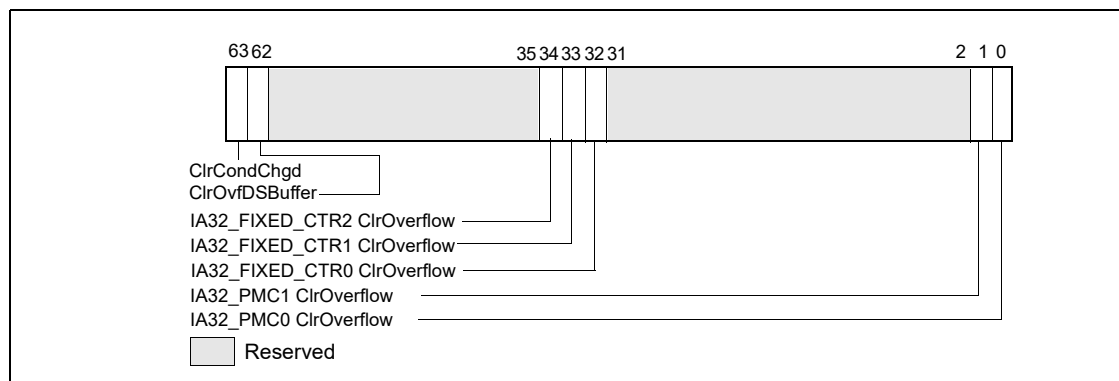 63 62 35 34 33 32 31 2 1 0
ClrCondChgd
ClrOvfDSBuffer
IA32_FIXED_CTR2 ClrOverflow
IA32_FIXED_CTR1 ClrOverflow
IA32_FIXED_CTR0 ClrOverflow
IA32_PMC1 ClrOverflow
IA32_PMC0 ClrOverflow
Reserved